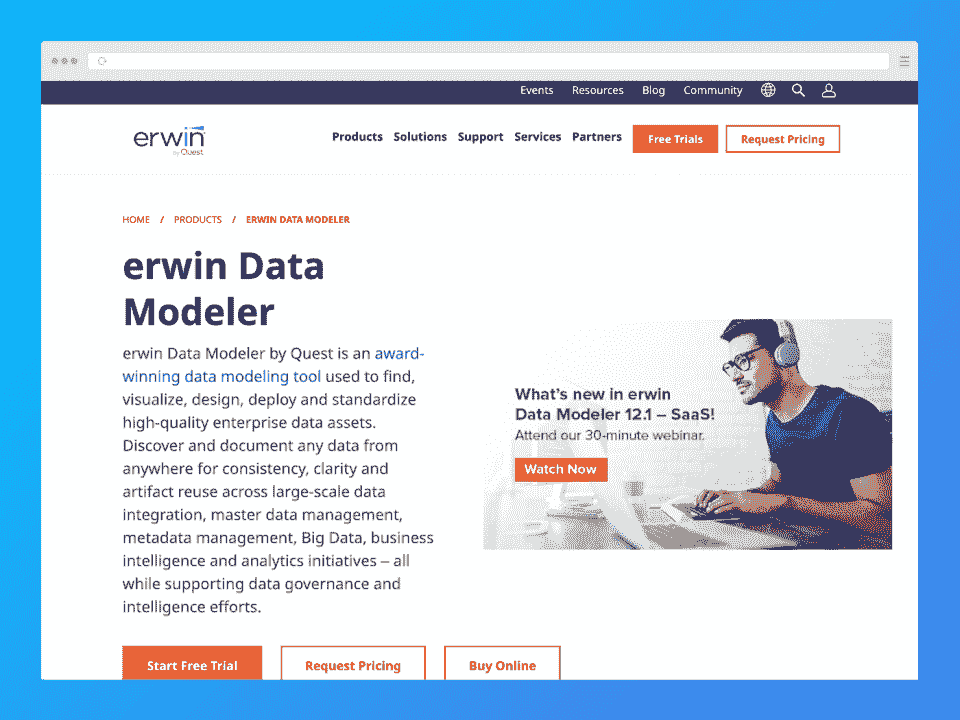 Events Resources Blog Community
erwin
by Quest
Products Solutions Support Services Partners Free Trials Request Pricing
HOME / PRODUCTS / ERWIN DATA MODELER
erwin Data
Modeler
erwin Data Modeler by Quest is an award-
winning data modeling tool used to find,
visualize, design, deploy and standardize
high-quality enterprise data assets.
Discover and document any data from
anywhere for consistency, clarity and
artifact reuse across large-scale data
integration, master data management,
metadata management, Big Data, business
intelligence and analytics initiatives – all
while supporting data governance and
intelligence efforts.
What's new in erwin
Data Modeler 12.1 – SaaS!
Attend our 30-minute webinar.
Watch Now
Start Free Trial Request Pricing Buy Online